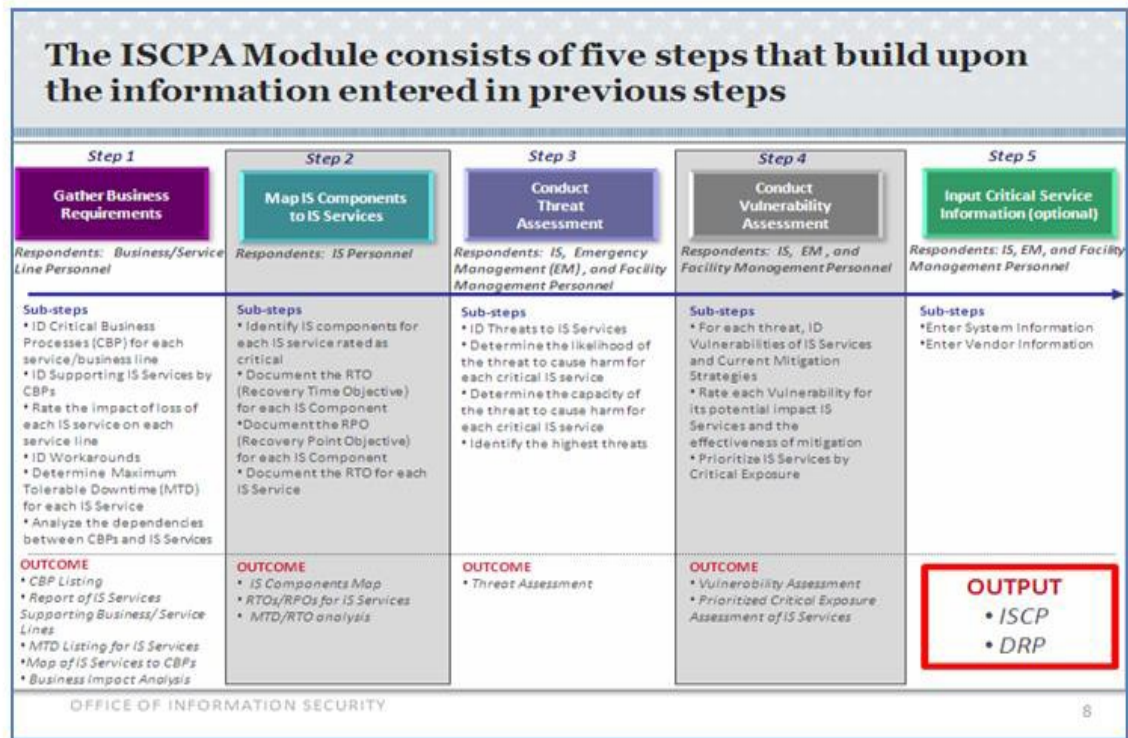 The ISCPA Module consists of five steps that build upon
the information entered in previous steps
Step 1
Gather Business
Requirements
Respondents: Business/Service
Line Personnel
Sub-steps
• ID Critical Business
Processes (CBP) for each
service/business line
• ID Supporting IS Services by
CBPs
• Rate the impact of loss of
each IS service on each
service line
• ID Workarounds
• Determine Maximum
Tolerable Downtime (MTD)
for each IS Service
• Analyze the dependencies
between CBPs and IS Services
OUTCOME
• CBP Listing
• Report of IS Services
Supporting Business/Service
Lines
• MTD Listing for IS Services
•Map of IS Services to CBPs
• Business Impact Analysis
Step 2
Map IS Components
to IS Services
Respondents: IS Personnel
Sub-steps
• Identify IS components for
each IS service rated as
critical
• Document the RTO
(Recovery Time Objective)
for each IS Component
•Document the RPO
(Recovery Point Objective)
for each IS Component
• Document the RTO for each
IS Service
OUTCOME
• IS Components Map
• RTOs/RPOs for IS Services
• MTD/RTO analysis
Step 3
Conduct
Threat
Assessment
Respondents: IS, Emergency
Management (EM), and Facility
Management Personnel
Sub-steps
• ID Threats to IS Services
• Determine the likelihood of
the threat to cause harm for
each critical IS service
• Determine the capacity of
the threat to cause harm for
each critical IS service
• Identify the highest threats
OUTCOME
• Threat Assessment
Step 4
Conduct
Vulnerability
Assessment
Respondents: IS, EM, and
Facility Management Personnel
Sub-steps
• For each threat, ID
Vulnerabilities of IS Services
and Current Mitigation
Strategies
• Rate each Vulnerability for
its potential impact IS
Services and the
effectiveness of mitigation
• Prioritize IS Services by
Critical Exposure
OUTCOME
• Vulnerability Assessment
• Prioritized Critical Exposure
Assessment of IS Services
Step 5
Input Critical Service
Information (optional)
Respondents: IS, EM, and Facility
Management Personnel
Sub-steps
•Enter System Information
•Enter Vendor Information
OUTPUT
• ISCP
• DRP
OFFICE OF INFORMATION SECURITY
8